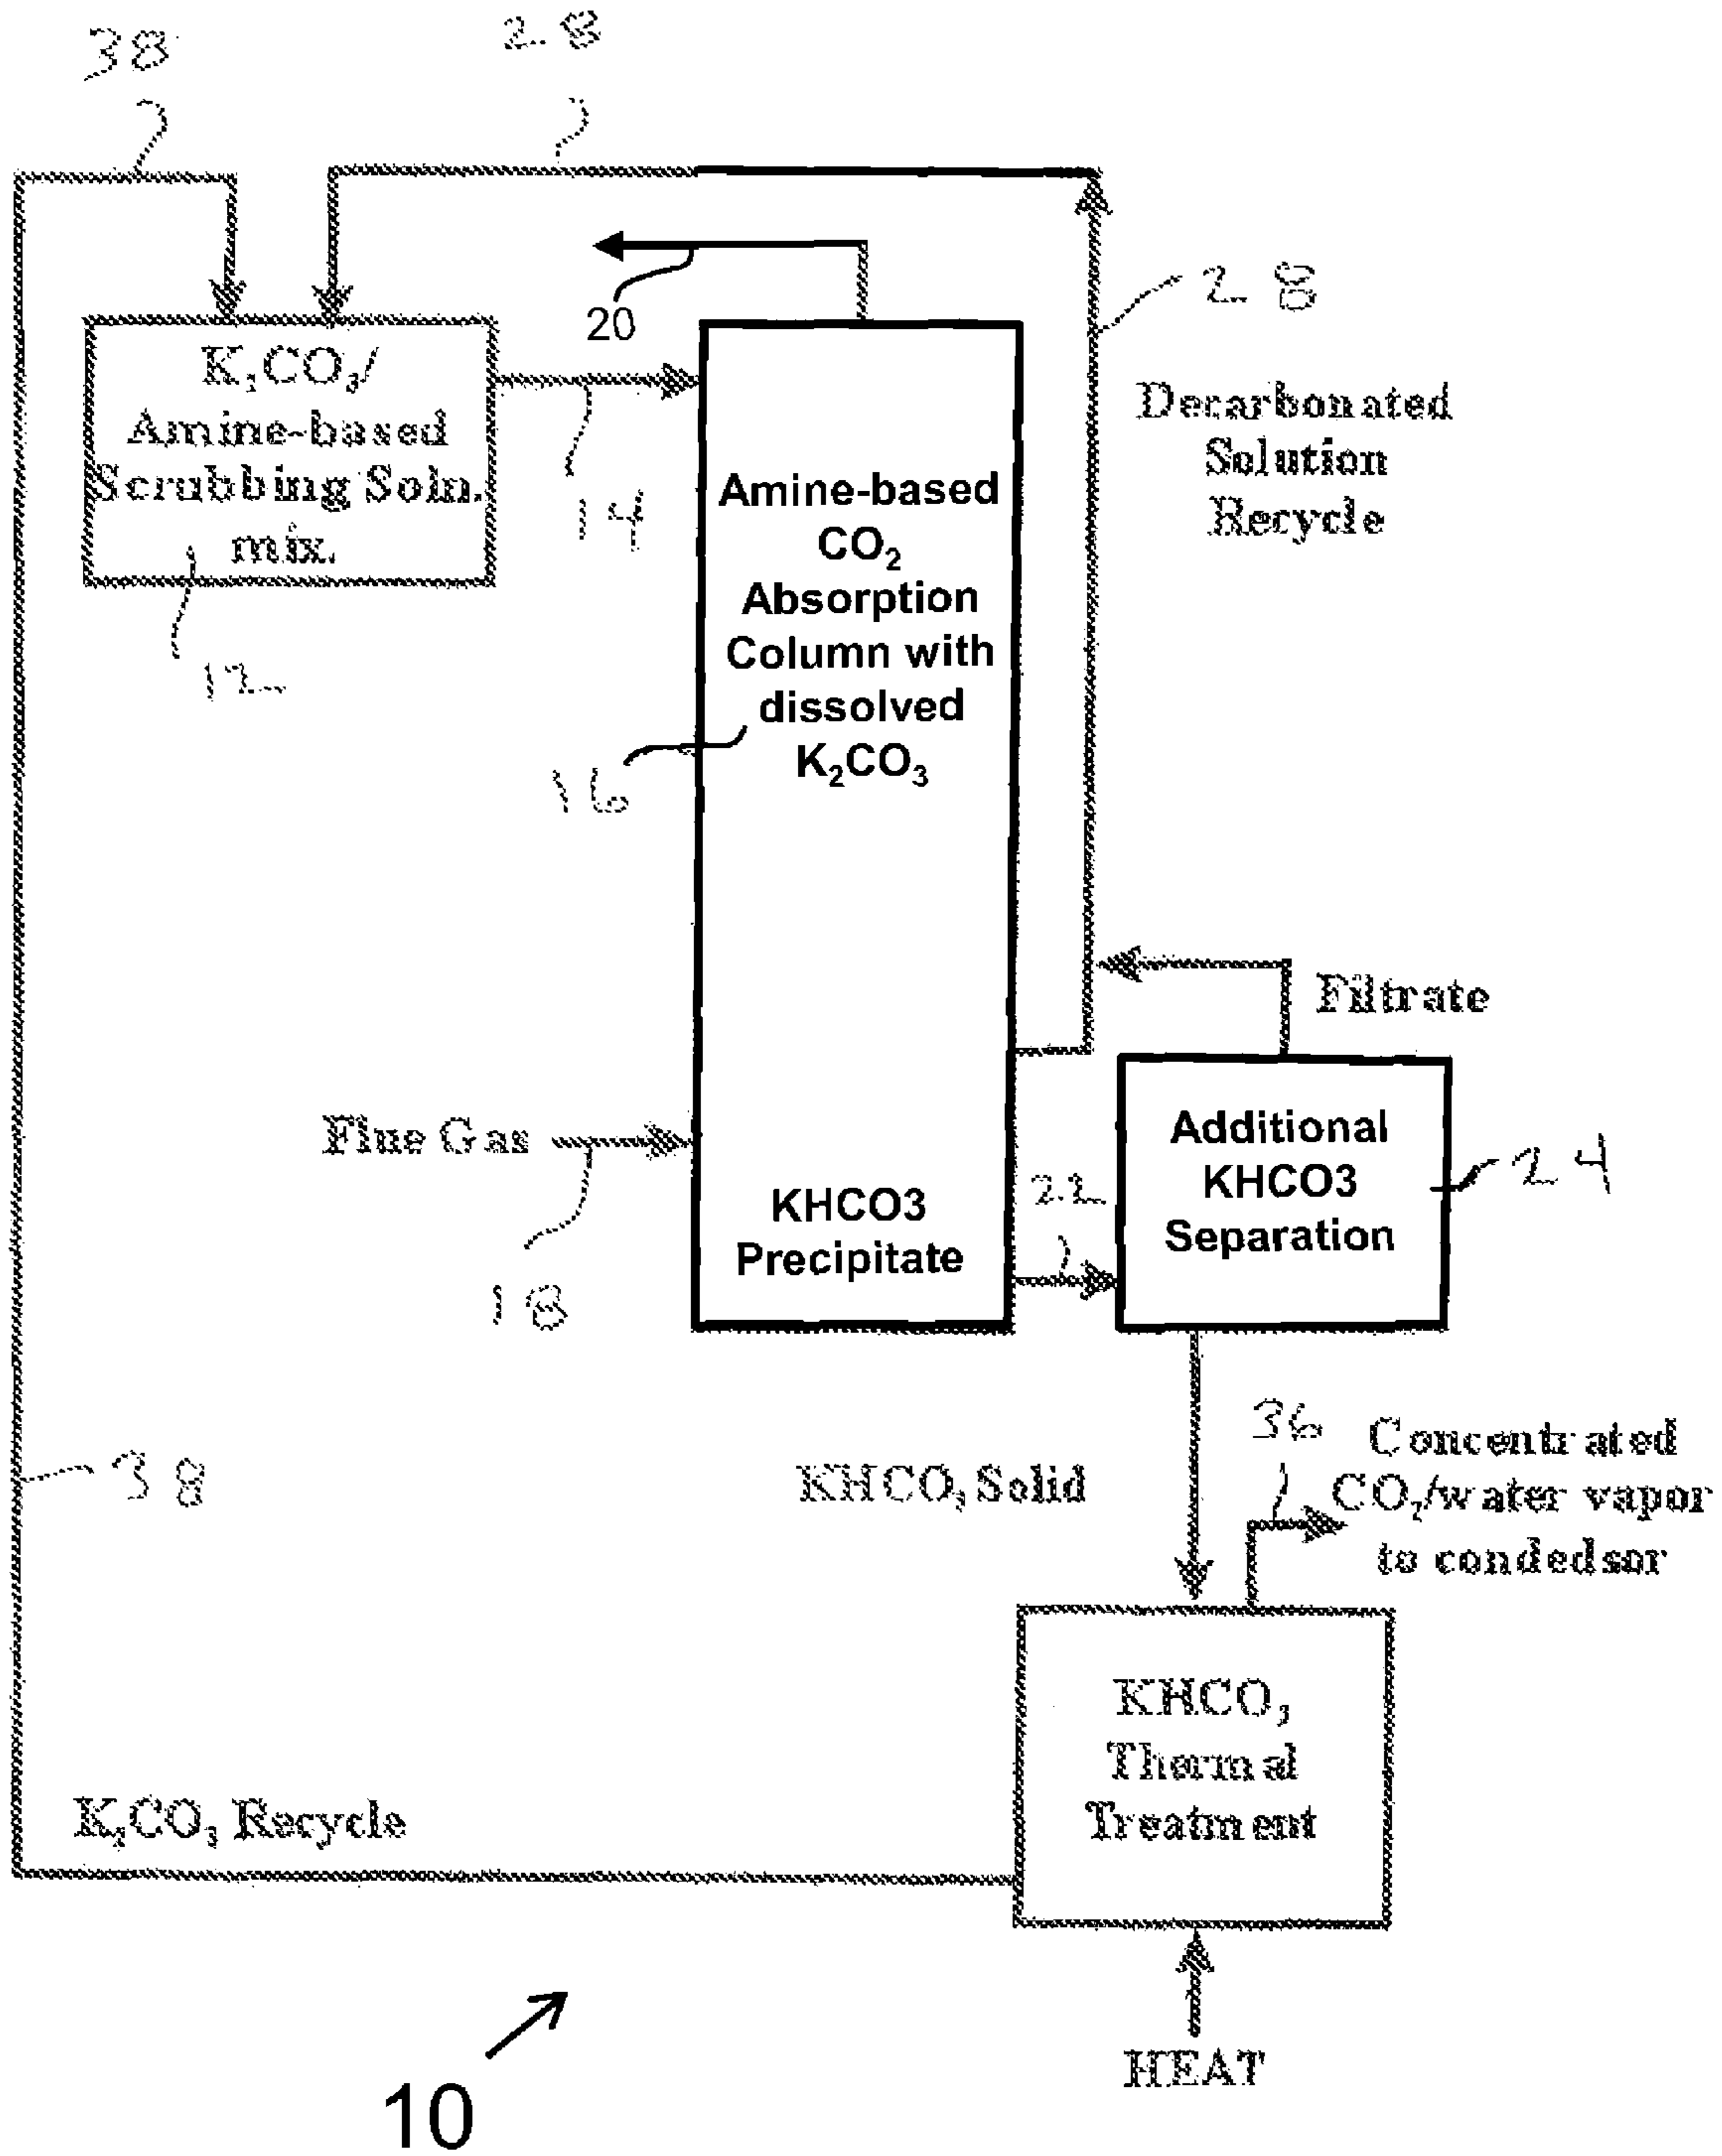 38
28
20
K₂CO₃/
Amine-based
Scrubbing Soln.
mix.
14
12
28
Decarbonated
Solution
Recycle
Amine-based
CO₂
Absorption
Column with
dissolved
K₂CO₃
16
Filtrate
Flue Gas
18
KHCO3
Precipitate
22
Additional
KHCO3
Separation
24
38
KHCO₃ Solid
36
Concentrated
CO₂/water vapor
to condedsor
KHCO₃
Thermal
Treatment
K₂CO₃ Recycle
HEAT
10